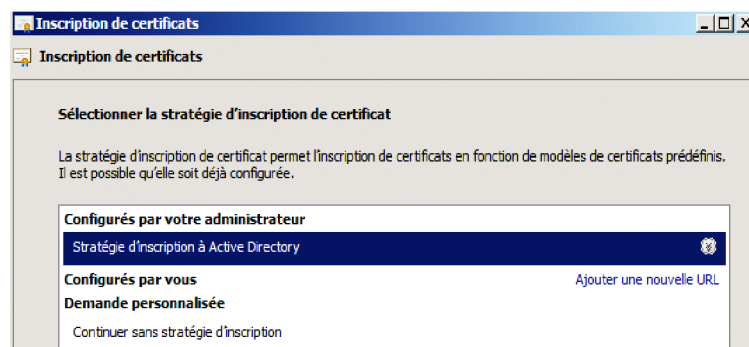 Inscription de certificats
Inscription de certificats
Sélectionner la stratégie d'inscription de certificat
La stratégie d'inscription de certificat permet l'inscription de certificats en fonction de modèles de certificats prédéfinis.
Il est possible qu'elle soit déjà configurée.
Configurés par votre administrateur
Stratégie d'inscription à Active Directory
Configurés par vous Ajouter une nouvelle URL
Demande personnalisée
Continuer sans stratégie d'inscription